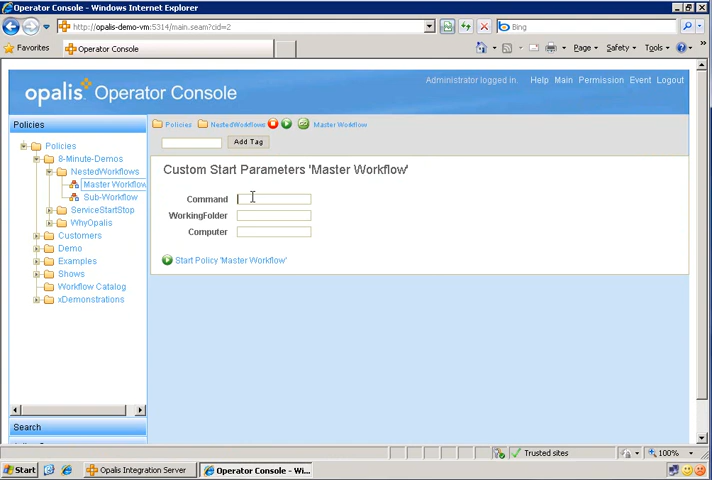 Operator Console - Windows Internet Explorer
http://opalis-demo-vm:5314/main.seam?cid=2
Bing
Favorites
Operator Console
Page
Safety
Tools
opalis Operator Console
Administrator logged in. Help Main Permission Event Logout
Policies
Policies
8-Minute-Demos
NestedWorkflows
Master Workflow
Sub-Workflow
ServiceStartStop
WhyOpalis
Customers
Demo
Examples
Shows
Workflow Catalog
xDemonstrations
Search
Policies NestedWorkflows Master Workflow
Add Tag
Custom Start Parameters 'Master Workflow'
Command
WorkingFolder
Computer
Start Policy 'Master Workflow'
Trusted sites
100%
Start
Opalis Integration Server
Operator Console - Wi...